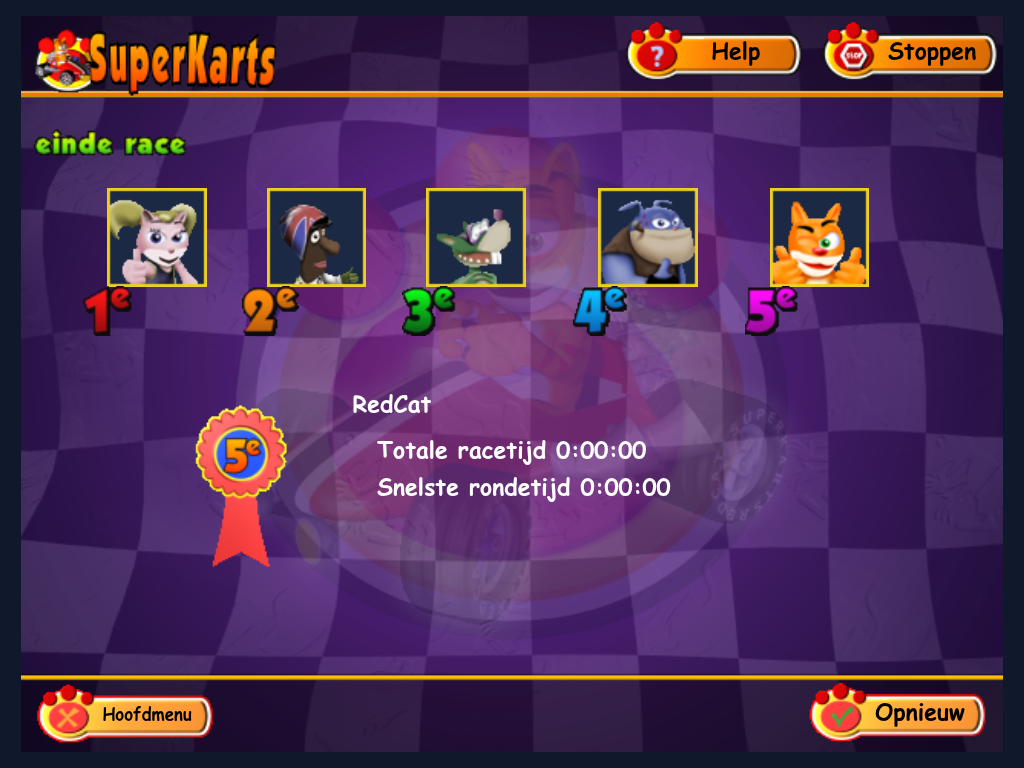 SuperKarts
Help
STOP
Stoppen
einde race
1e 2e 3e 4e 5e
RedCat
5e
Totale racetijd 0:00:00
Snelste rondetijd 0:00:00
Hoofdmenu
Opnieuw